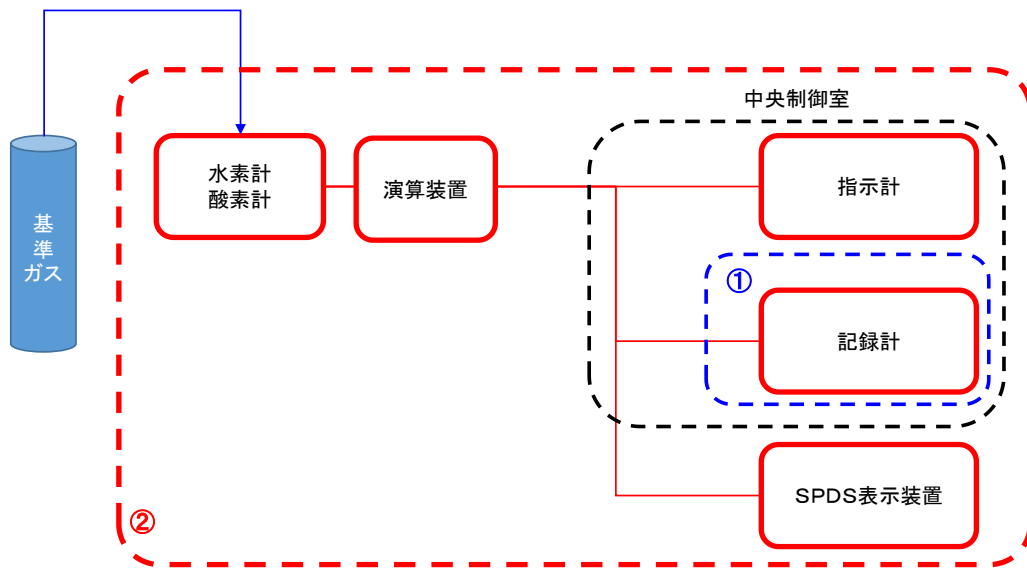 中央制御室
水素計
酸素計
演算装置
指示計
基
準
ガス
①
記録計
SPDS表示装置
②